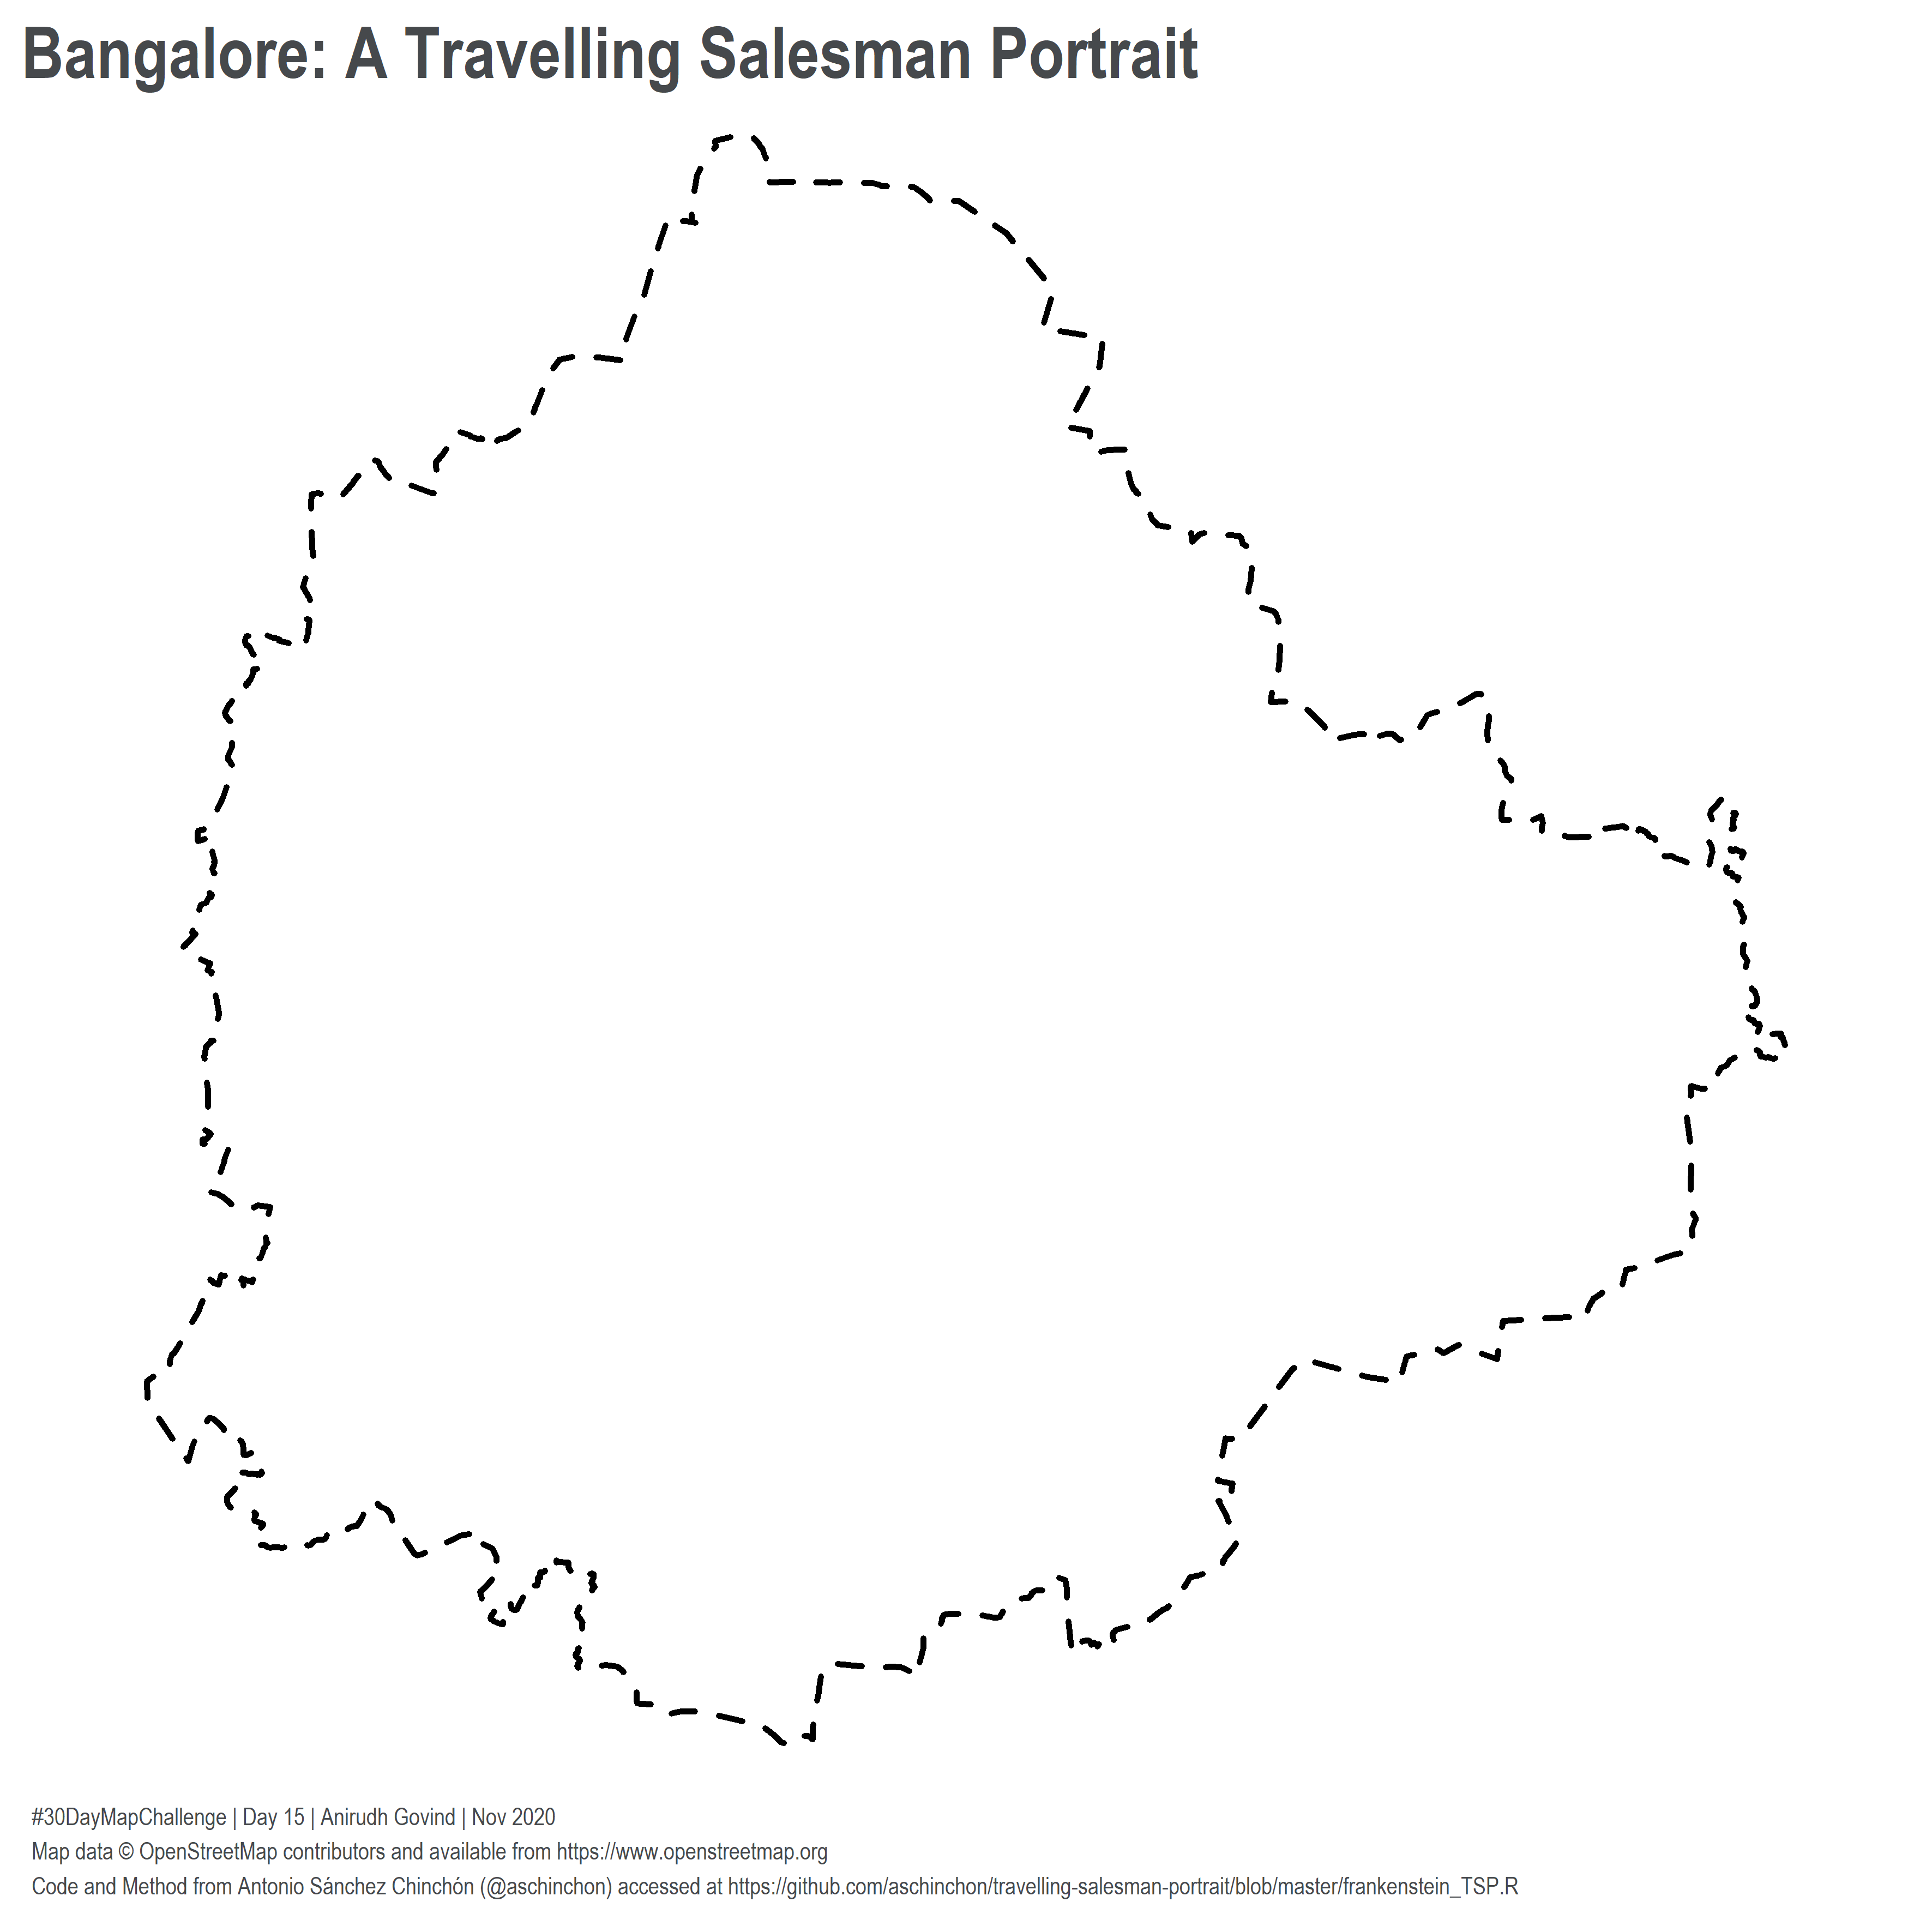 Bangalore: A Travelling Salesman Portrait
#30DayMapChallenge | Day 15 | Anirudh Govind | Nov 2020
Map data © OpenStreetMap contributors and available from https://www.openstreetmap.org
Code and Method from Antonio Sánchez Chinchón (@aschinchon) accessed at https://github.com/aschinchon/travelling-salesman-portrait/blob/master/frankenstein_TSP.R